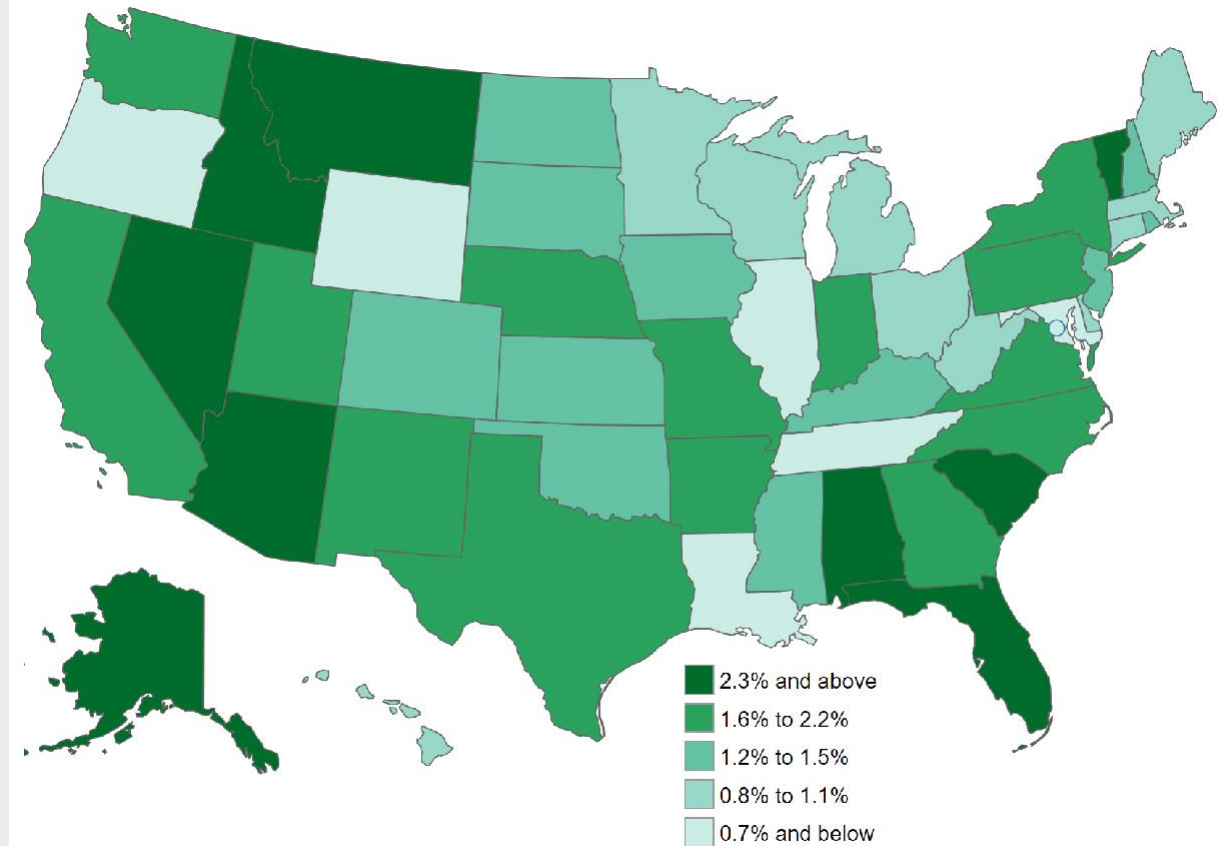 2.3% and above
1.6% to 2.2%
1.2% to 1.5%
0.8% to 1.1%
0.7% and below